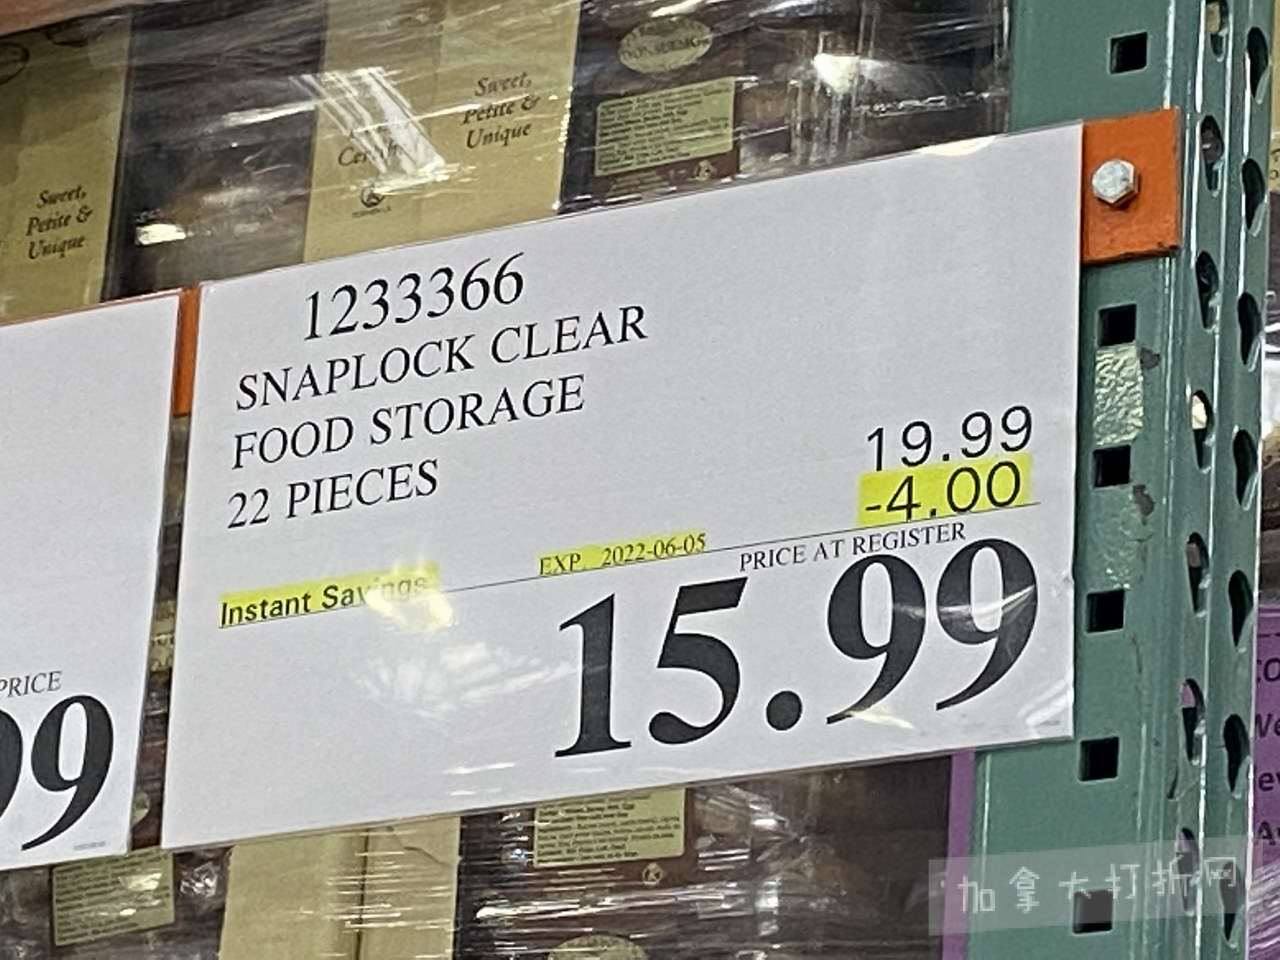 Sweet,
Petite &
Unique
Sweet,
Petite &
Unique
1233366
SNAPLOCK CLEAR
FOOD STORAGE
22 PIECES
19.99
-4.00
Instant Savings
EXP. 2022-06-05
PRICE AT REGISTER
15.99
PRICE
99
加拿大打折网